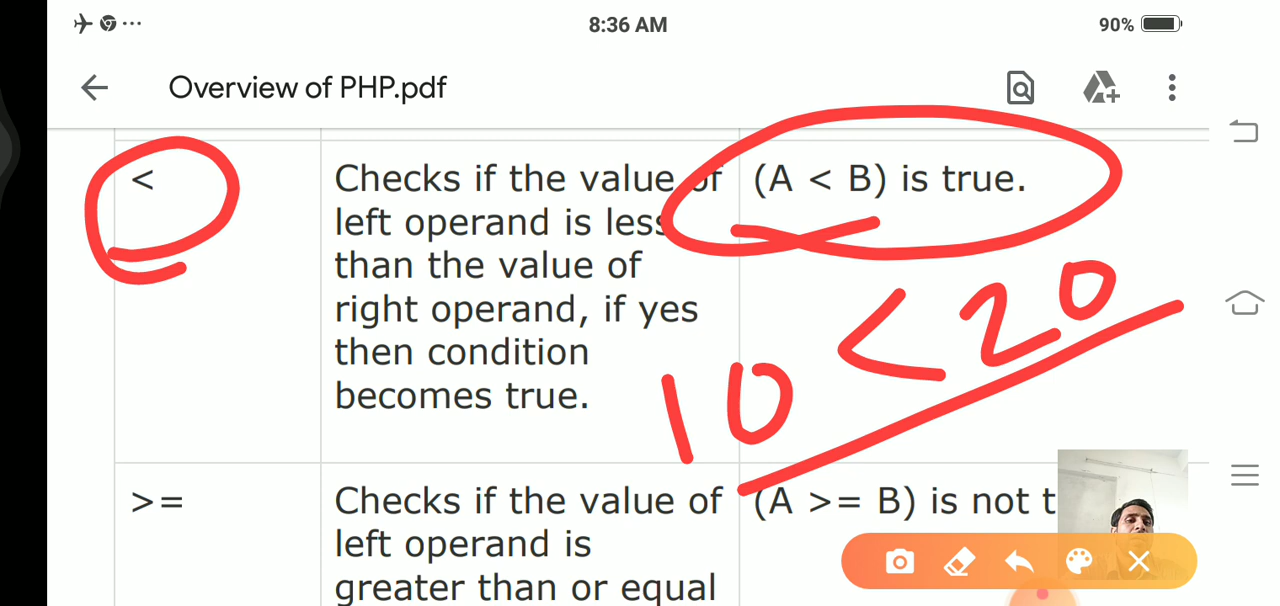 8:36 AM
90%
Overview of PHP.pdf
<
Checks if the value of
left operand is less
than the value of
right operand, if yes
then condition
becomes true.
(A < B) is true.
10 < 20
>=
Checks if the value of
left operand is
greater than or equal
(A >= B) is not t